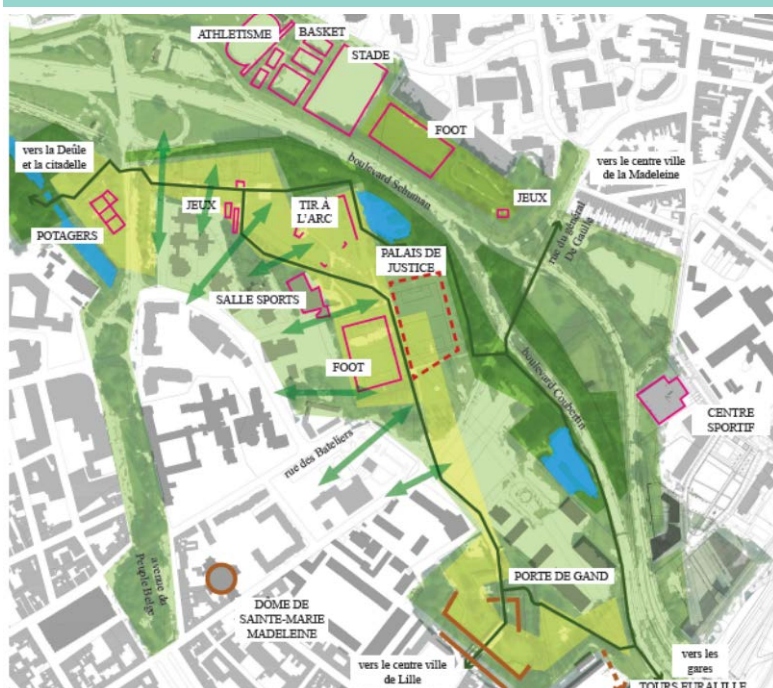 ATHLETISME
BASKET
STADE
FOOT
vers la Deûle
et la citadelle
boulevard Schuman
vers le centre ville
de la Madeleine
JEUX
TIR À
L'ARC
JEUX
rue du général
De Gaulle
POTAGERS
PALAIS DE
JUSTICE
SALLE SPORTS
FOOT
boulevard Coubertin
CENTRE
SPORTIF
rue des Bateliers
avenue du
Peuple Belge
PORTE DE GAND
DOME DE
SAINTE-MARIE
MADELEINE
vers le centre ville
de Lille
vers les
gares
TOURS EURALILLE